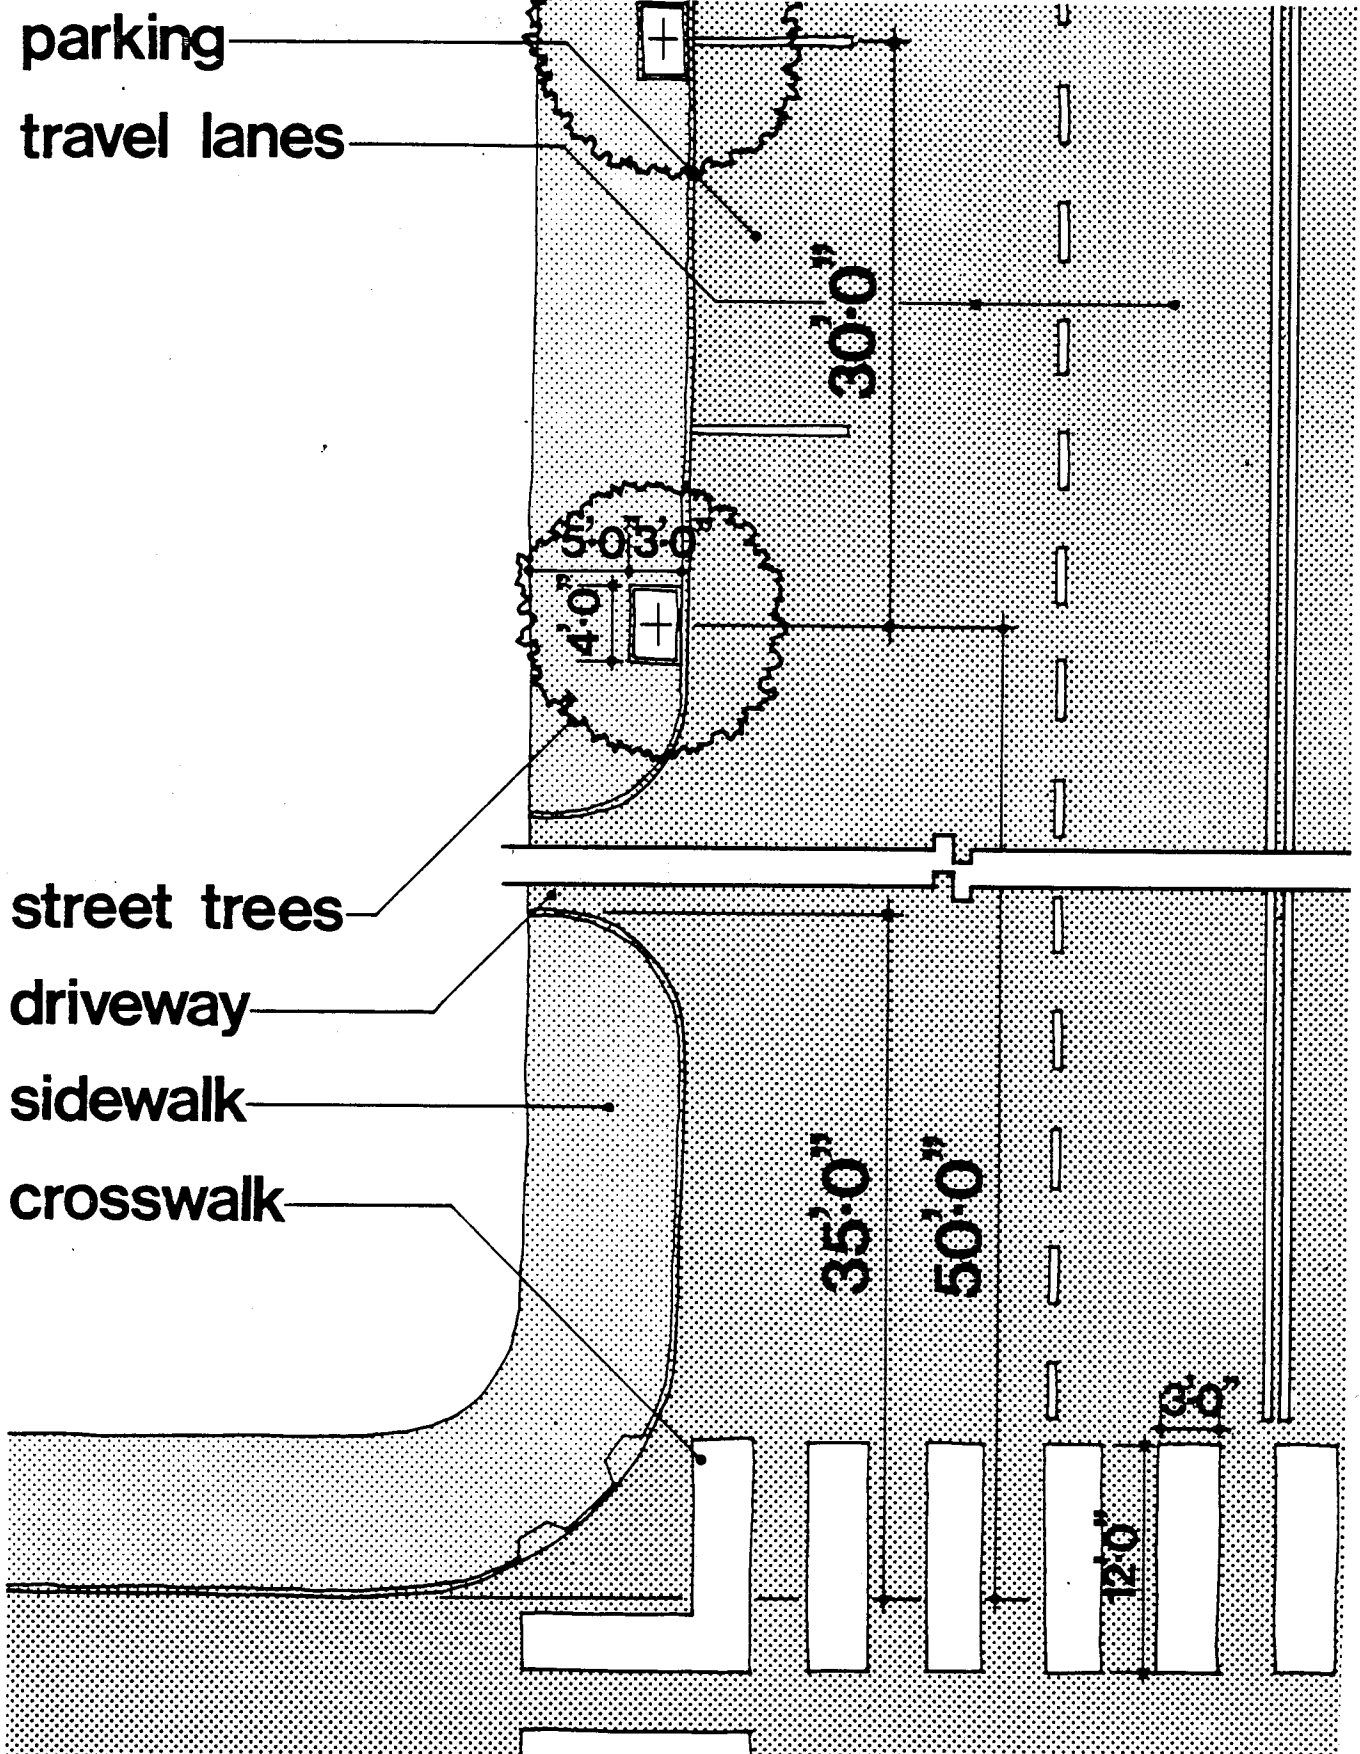 parking
travel lanes
30'·0"
5'·0" 3'·0"
4'·0"
street trees
driveway
sidewalk
crosswalk
35'·0"
50'·0"
3'·0"
12'·0"